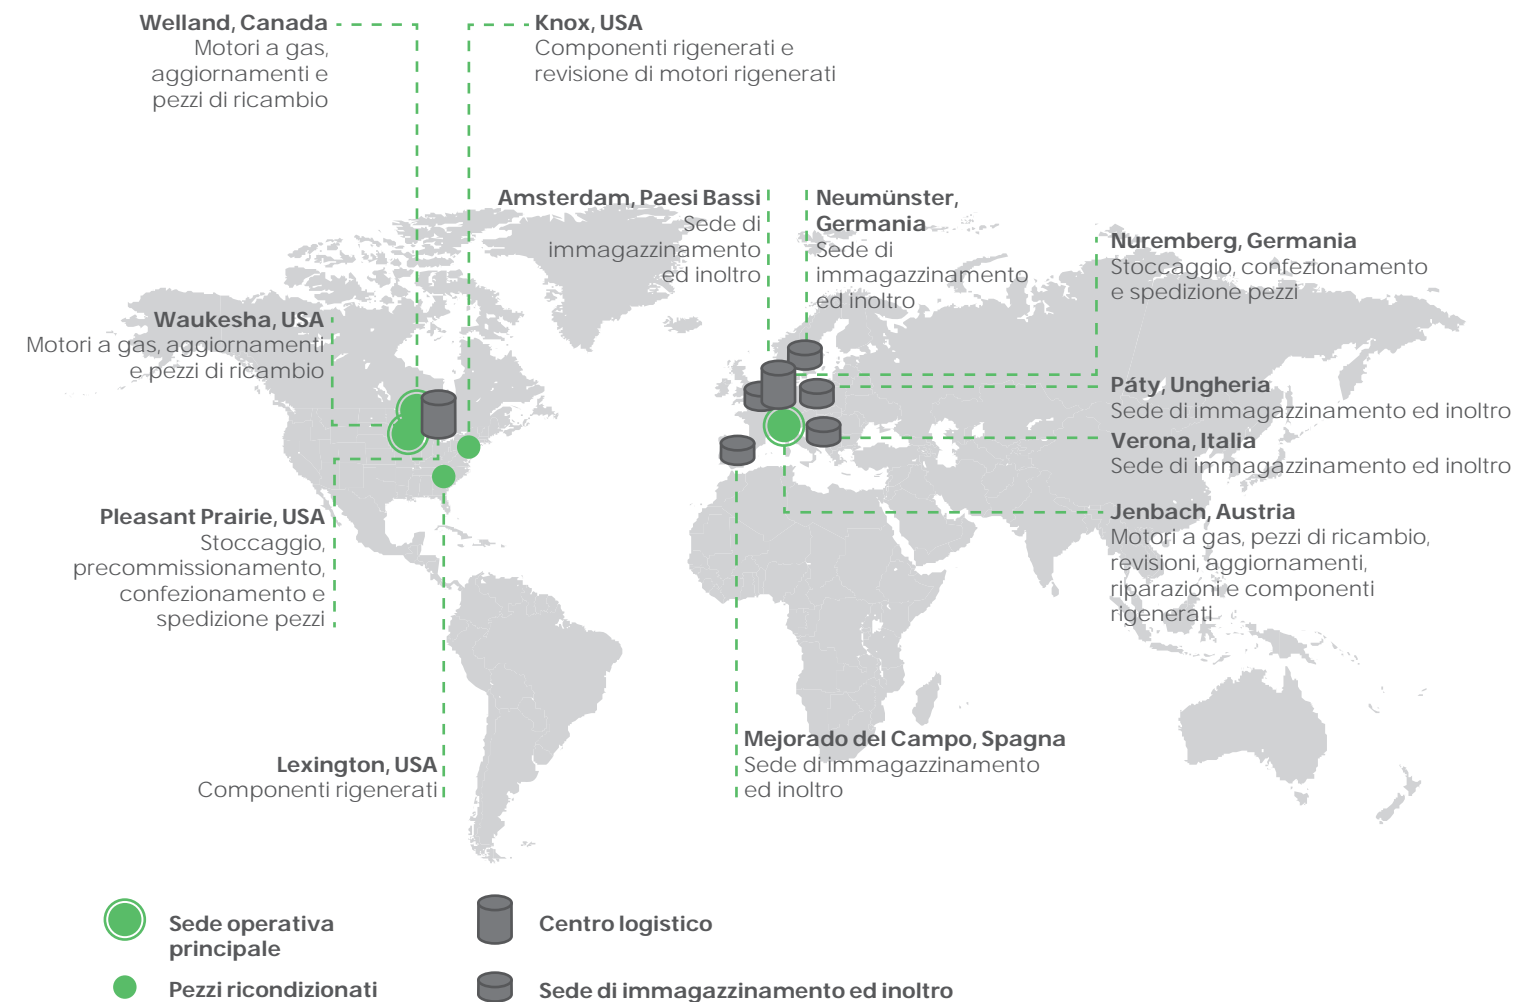 Welland, Canada
Motori a gas,
aggiornamenti e
pezzi di ricambio
Knox, USA
Componenti rigenerati e
revisione di motori rigenerati
Amsterdam, Paesi Bassi
Sede di
immagazzinamento
ed inoltro
Neumünster,
Germania
Sede di
immagazzinamento
ed inoltro
Nuremberg, Germania
Stoccaggio, confezionamento
e spedizione pezzi
Waukesha, USA
Motori a gas, aggiornamenti
e pezzi di ricambio
Páty, Ungheria
Sede di immagazzinamento ed inoltro
Verona, Italia
Sede di immagazzinamento ed inoltro
Pleasant Prairie, USA
Stoccaggio,
precommissionamento,
confezionamento e
spedizione pezzi
Jenbach, Austria
Motori a gas, pezzi di ricambio,
revisioni, aggiornamenti,
riparazioni e componenti
rigenerati
Lexington, USA
Componenti rigenerati
Mejorado del Campo, Spagna
Sede di immagazzinamento
ed inoltro
Sede operativa
principale
Centro logistico
Pezzi ricondizionati
Sede di immagazzinamento ed inoltro